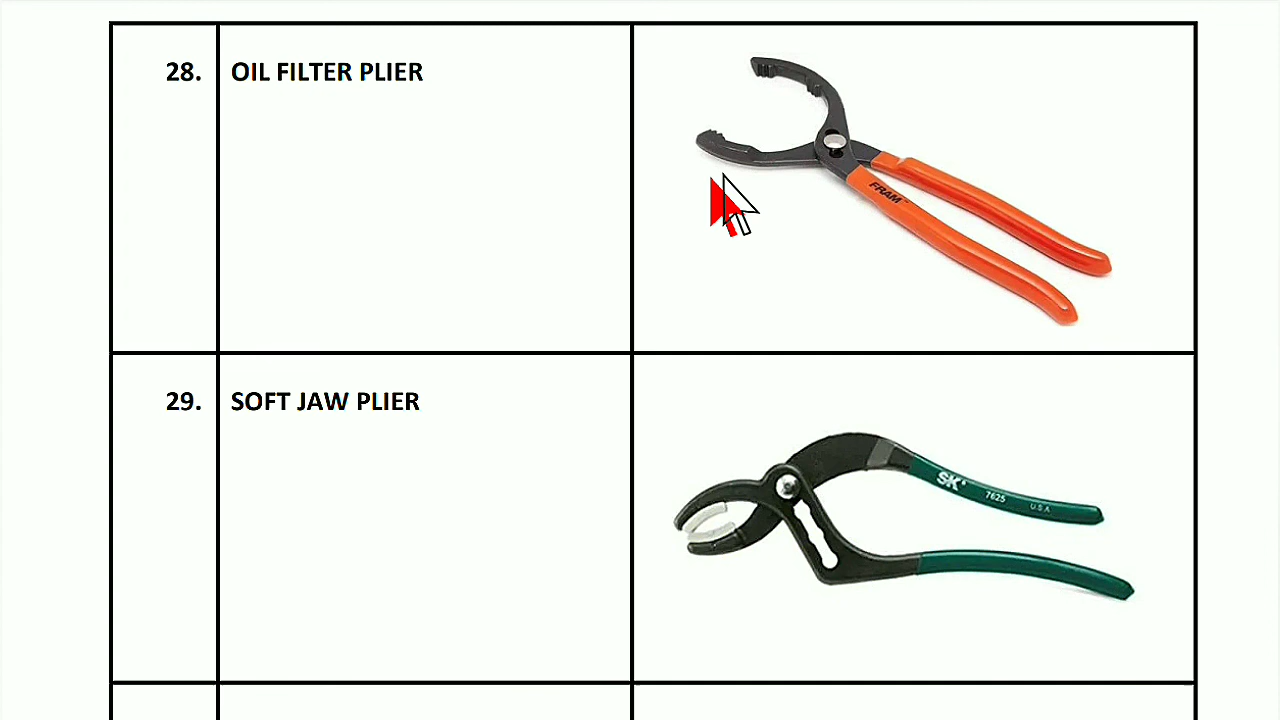 28. OIL FILTER PLIER
FRAM
29. SOFT JAW PLIER
SK
7625
U.S.A